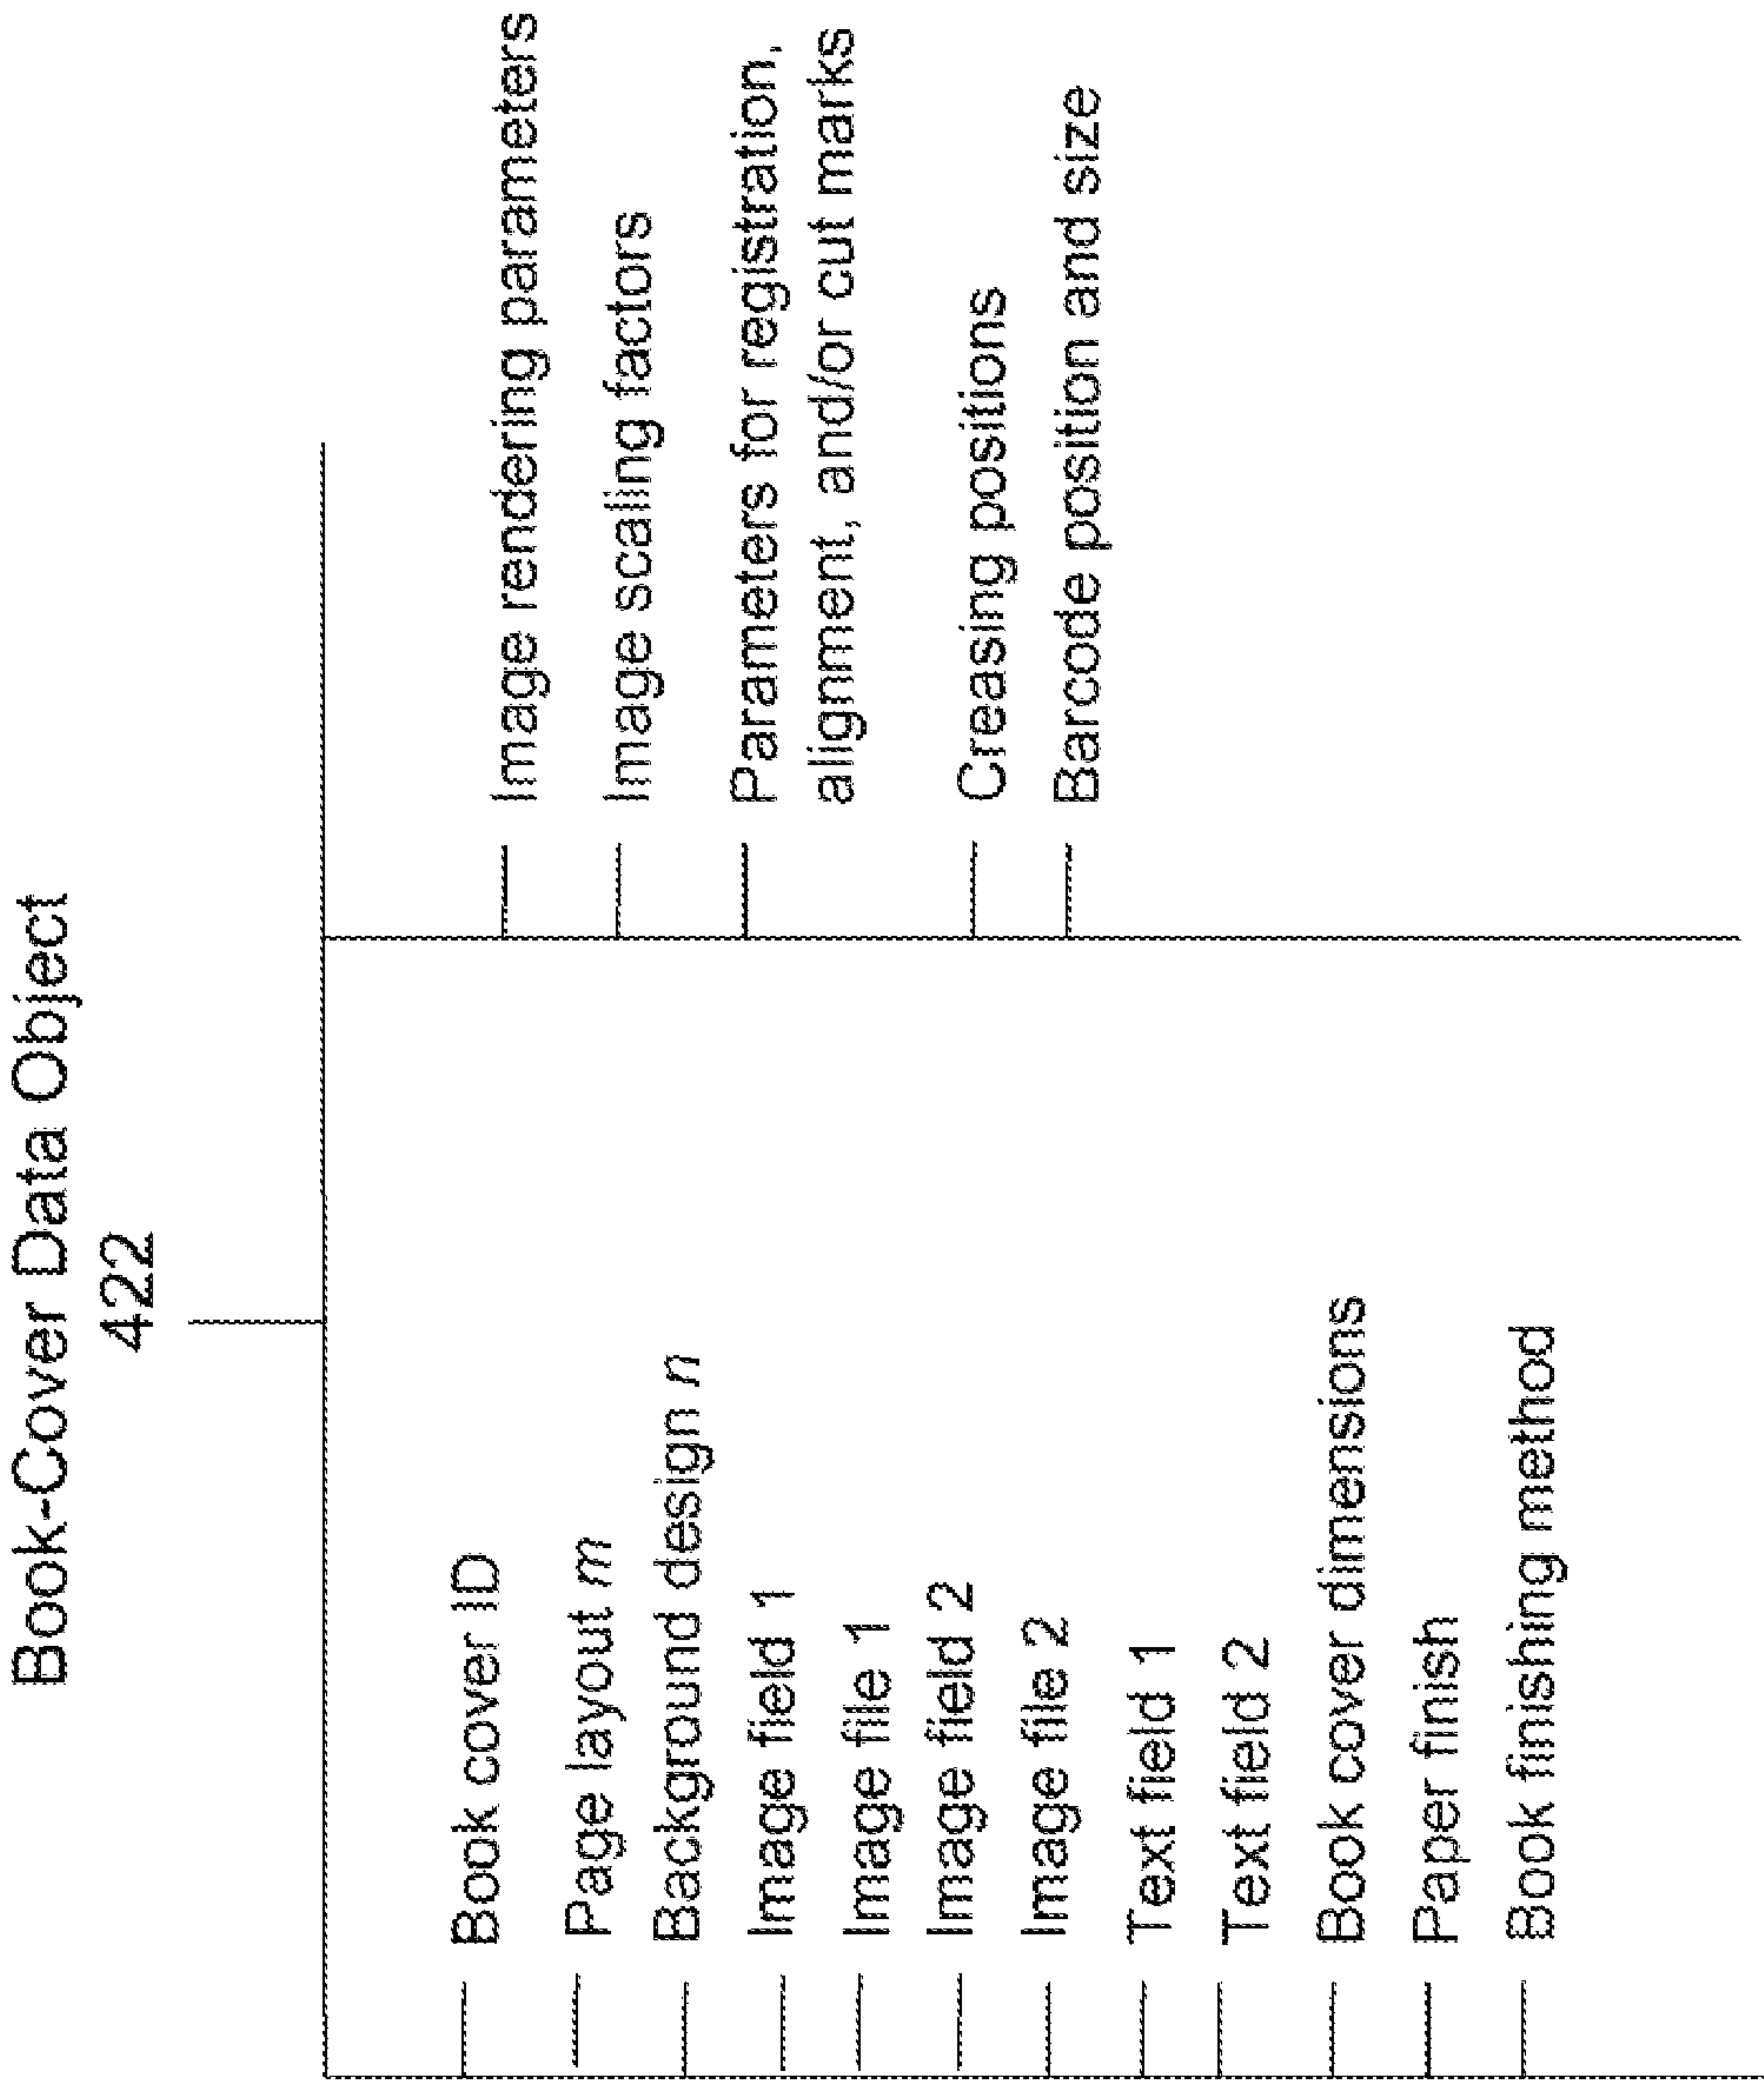 Book-Cover Data Object
422
Book cover ID
Page layout m
Background design n
Image field 1
Image file 1
Image field 2
Image file 2
Text field 1
Text field 2
Book cover dimensions
Paper finish
Book finishing method
Image rendering parameters
Image scaling factors
Parameters for registration,
alignment, and/or cut marks
Creasing positions
Barcode position and size